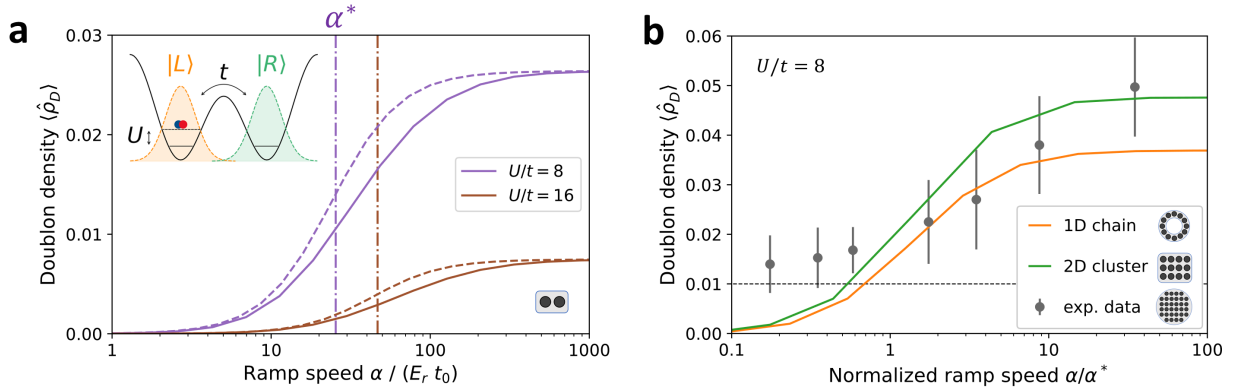 a
α*
Doublon density ⟨ρ̂_D⟩
0.03
0.02
0.01
0.00
|L⟩
t
|R⟩
U
U/t = 8
U/t = 16
1
10
100
1000
Ramp speed α / (E_r t_0)
b
Doublon density ⟨ρ̂_D⟩
0.06
0.05
0.04
0.03
0.02
0.01
0.00
U/t = 8
1D chain
2D cluster
exp. data
0.1
1
10
100
Normalized ramp speed α/α*